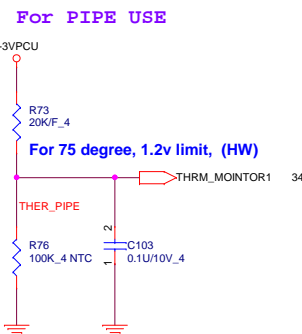 For PIPE USE
-3VPCU
R73
20K/F_4
For 75 degree, 1.2v limit, (HW)
THRM_MOINTOR1 34
THER_PIPE
R76
100K_4 NTC
2
1
C103
0.1U/10V_4